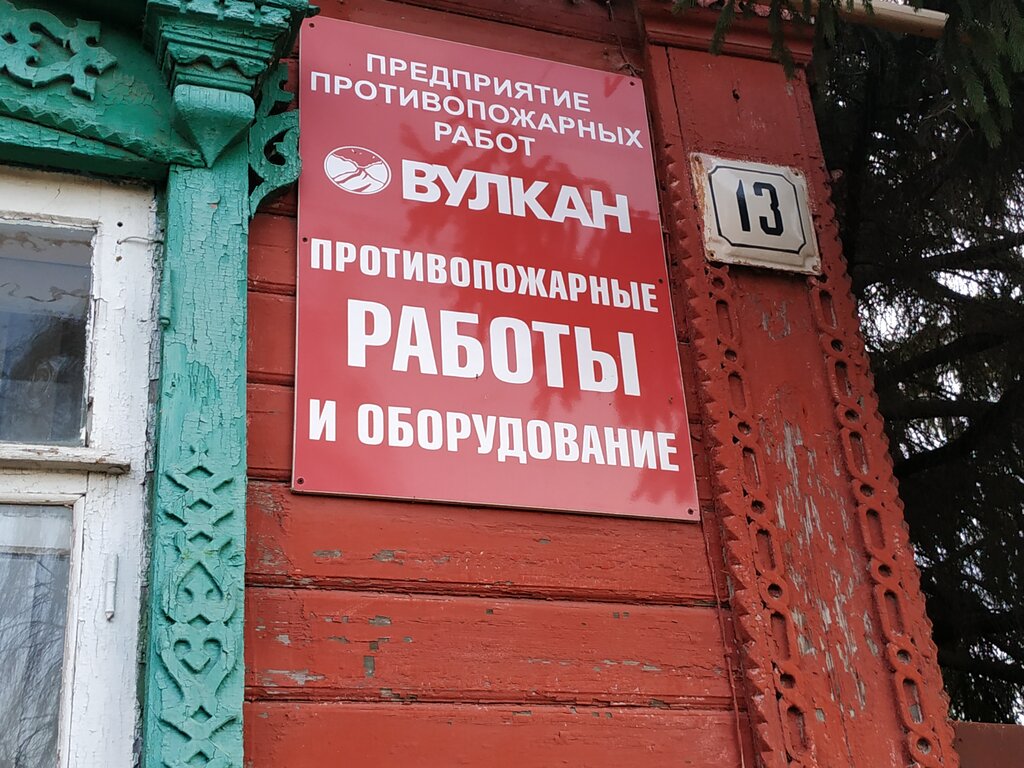 ПРЕДПРИЯТИЕ
ПРОТИВОПОЖАРНЫХ
РАБОТ
ВУЛКАН
ПРОТИВОПОЖАРНЫЕ
РАБОТЫ
И ОБОРУДОВАНИЕ
13